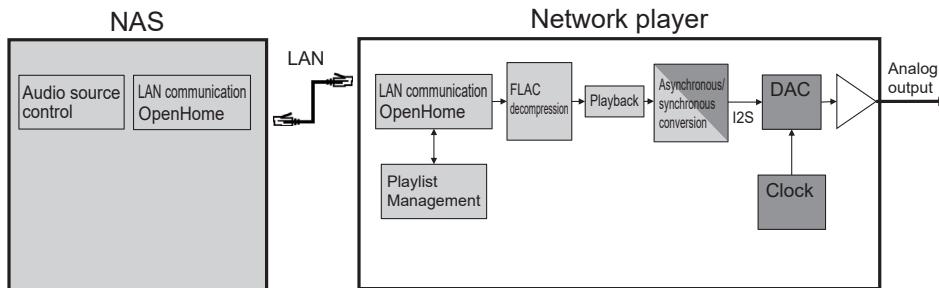 NAS
Audio source
control
LAN communication
OpenHome
LAN
Network player
LAN communication
OpenHome
Playlist
Management
FLAC
decompression
Playback
Asynchronous/
synchronous
conversion
I2S
DAC
Clock
Analog
output